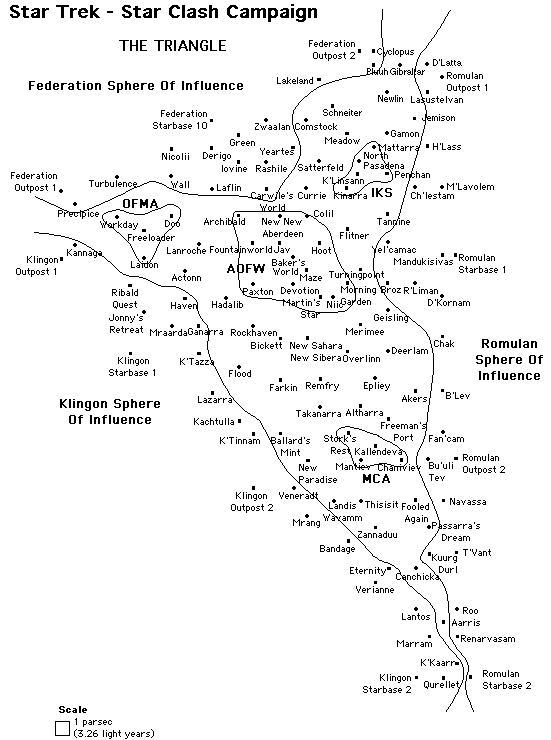 Star Trek - Star Clash Campaign
THE TRIANGLE
Federation
Outpost 2
Cyclopus
Federation Sphere Of Influence
Pluuh Gibraltar
D'Latta
Lakeland
Romulan
Outpost 1
Newlin
Lasustelvan
Schneiter
Federation
Starbase 10
Zwaalan
Comstock
Jemison
Green
Meadow
Gamon
Nicolii
Derigo
Yeartes
Mattarra
H'Lass
Iovine
Rashile
Satterfeld
North
Pasadena
Federation
Outpost 1
Turbulence
Wall
K'Linsann
Penchan
Laflin
Carwyle's
World
Currie
Kinarra
IKS
Ch'lestam
M'Lavolem
Precipice
OFMA
Workday
Doo
Archibald
New New
Aberdeen
Colil
Tannine
Freeloader
Flitner
Kannaga
Laidon
Lanroche
Fountainworld
Jav
Hoot
Yel'camac
Klingon
Outpost 1
AOFW
Baker's
World
Mandukisivas
Romulan
Starbase 1
Actonn
Maze
Turningpoint
Ribald
Quest
Paxton
Devotion
Morning
Garden
Broz
R'Liman
Haven
Hadalib
Martin's
Star
Niic
D'Kornam
Jonny's
Retreat
Geisling
Mraarda
Ganarra
Rockhaven
Merimee
Bickett
New Sahara
Chak
Romulan
Sphere Of
Influence
Klingon
Starbase 1
K'Tazz
New Sibera
Overlinn
Deerlam
Flood
Farkin
Remfry
Epliey
Klingon Sphere
Of Influence
Lazarra
Akers
B'Lev
Takanarra
Altharra
Kachtulla
Freeman's
Port
K'Tinnam
Ballard's
Mint
Stork's
Rest
Kallendeva
Fan'cam
New
Paradise
Mantiev
Chaniviev
Bu'uli
Tev
Romulan
Outpost 2
MCA
Klingon
Outpost 2
Veneradt
Landis
Thisisit
Fooled
Again
Navassa
Mrang
Wavamm
Passarra's
Dream
Zannaduu
Bandage
Kuurg
Durl
T'Vant
Eternity
Canchicka
Verianne
Lantos
Roo
Aarris
Marram
Renarvasam
K'Kaarr
Klingon
Starbase 2
Qurellet
Romulan
Starbase 2
Scale
1 parsec
(3.26 light years)